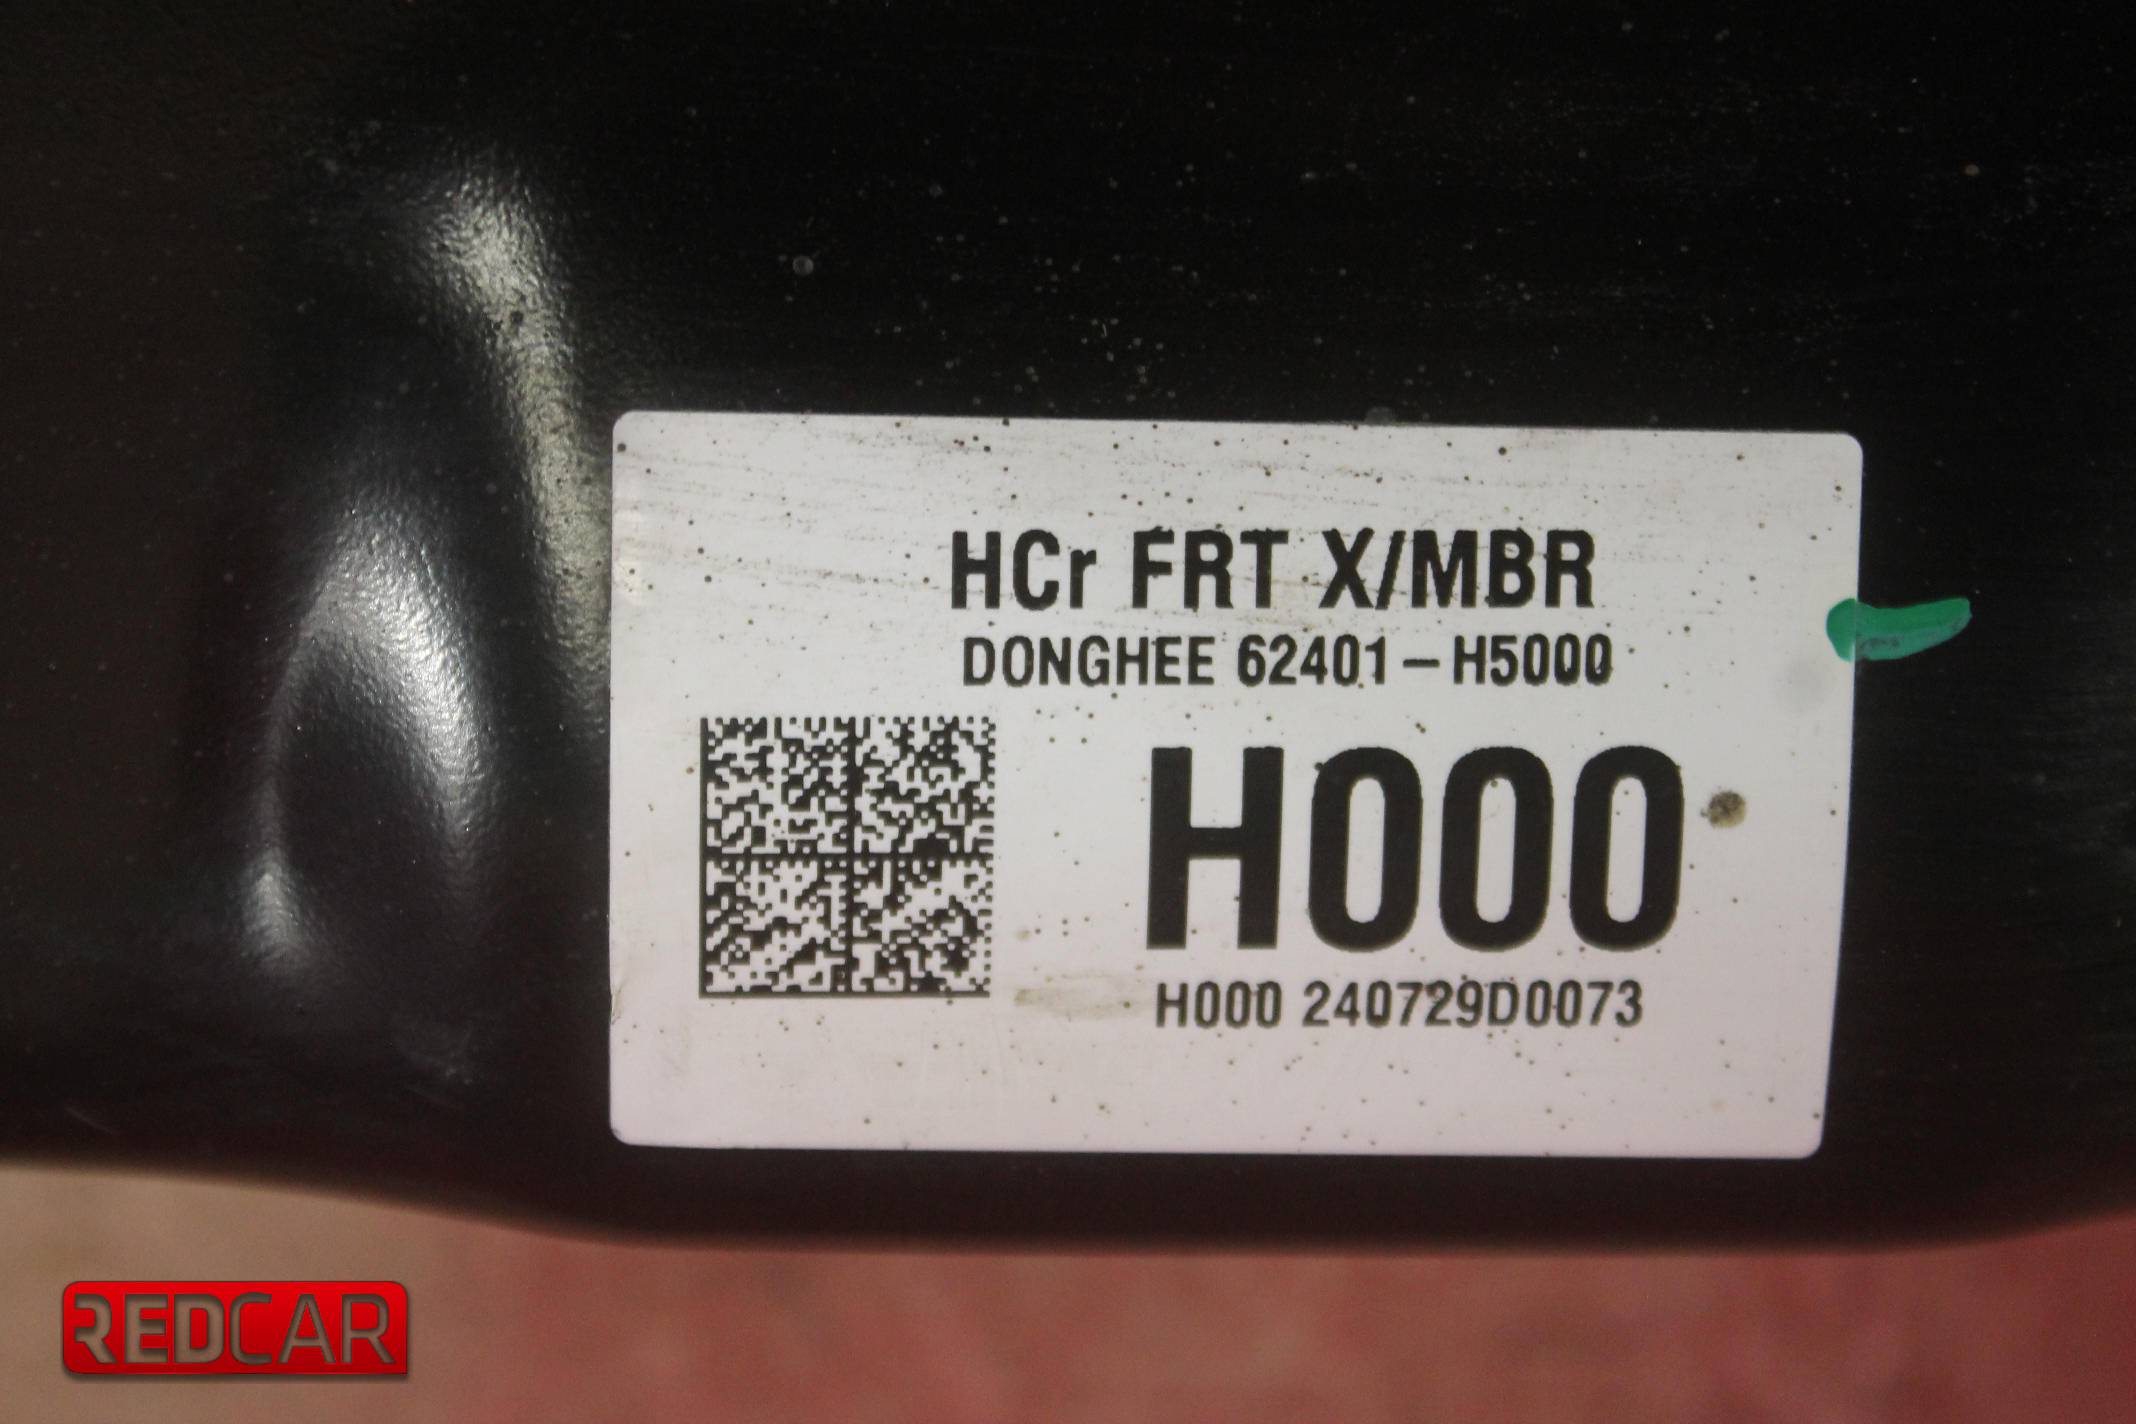 HCr FRT X/MBR
DONGHEE 62401-H5000
H000
H000 240729D0073
REDCAR